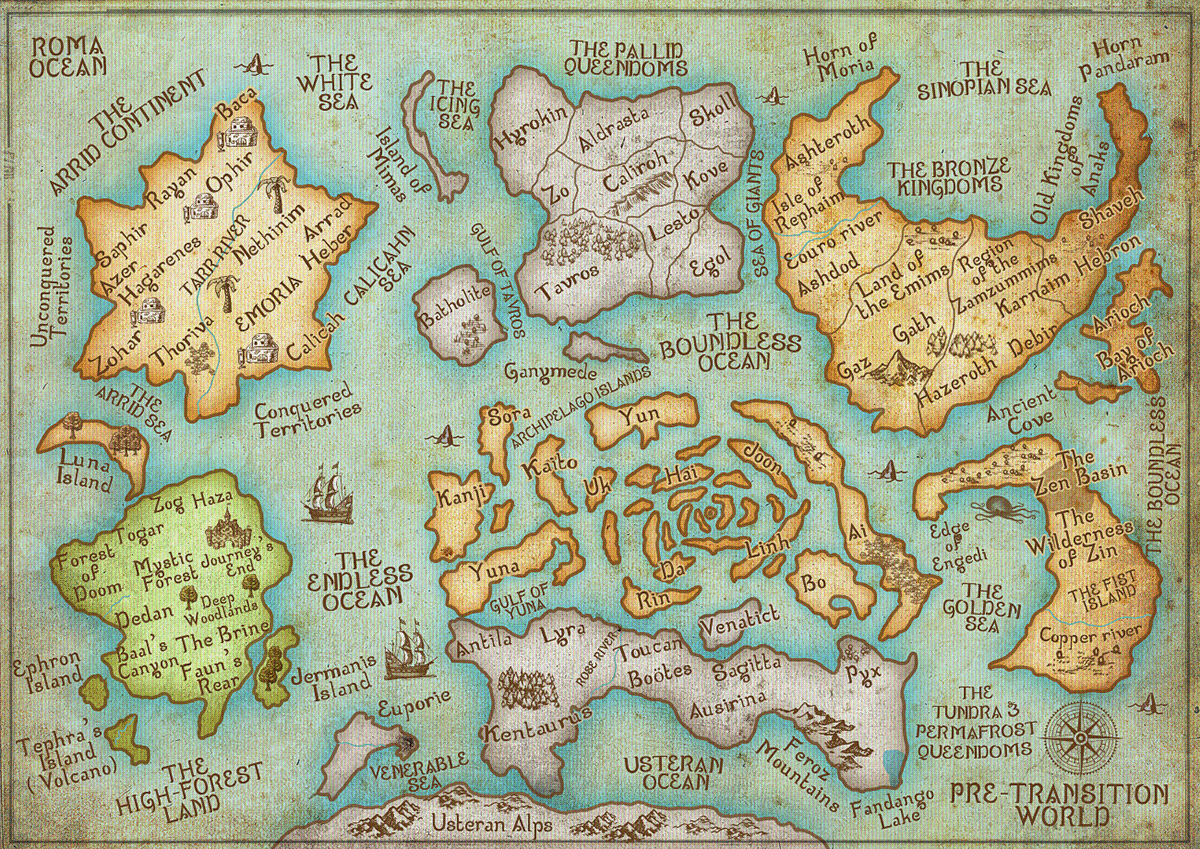 ROMA
OCEAN
THE
ARRID CONTINENT
THE
WHITE
SEA
THE
ICING
SEA
THE PALLID
QUEENDOMS
Horn of
Moria
THE
SINOPIAN SEA
Horn
Pandaram
Baca
Rayan
Ophir
Saphir
Azer
Hagarenes
TARR RIVER
Nethinim
Arrad
Heber
EMORIA
Zohar
Thoriva
Calicah
Unconquered
Territories
CALICAHN
SEA
Conquered
Territories
THE
ARRID SEA
Island of
Mimas
Hyrokin
Aldrasta
Skoll
Zo
Caliroh
Kove
Lesto
Tavros
Egol
GULF OF TAVROS
Batholite
Ganymede
SEA OF GIANTS
THE
BOUNDLESS
OCEAN
THE BRONZE
KINGDOMS
Old Kingdoms
of
Anaks
Ashteroth
Isle of
Rephaim
Eouro river
Ashdod
Land of
the Emims
Region
of the
Zamzummims
Shaveh
Hebron
Karnaim
Gath
Gaz
Hazeroth
Debir
Arioch
Bay of
Arioch
Ancient
Cove
THE BOUNDLESS
OCEAN
Luna
Island
Zog Haza
Togar
Forest
of
Doom
Mystic
Forest
Journey's
End
Dedan
Deep
Woodlands
Baal's
Canyon
The Brine
Faun's
Rear
Ephron
Island
Tephra's
Island
(Volcano)
Jermanis
Island
THE
HIGH-FOREST
LAND
THE
ENDLESS
OCEAN
ARCHIPELAGO ISLANDS
Sora
Yun
Kaïto
Kanji
Uk
Hai
Joon
Yuna
Da
Linh
Rin
Bo
Ai
GULF OF
YUNA
The
Zen Basin
Edge
of
Engedi
The
Wilderness
of Zin
THE FIST
ISLAND
Copper river
THE
GOLDEN
SEA
Antila
Lyra
ROSE RIVER
Toucan
Boötes
Venatict
Sagitta
Ausirina
Pyx
Kentaurus
Feroz
Mountains
Fandango
Lake
Euporie
VENERABLE
SEA
USTERAN
OCEAN
Usteran Alps
THE
TUNDRA &
PERMAFROST
QUEENDOMS
PRE-TRANSITION
WORLD